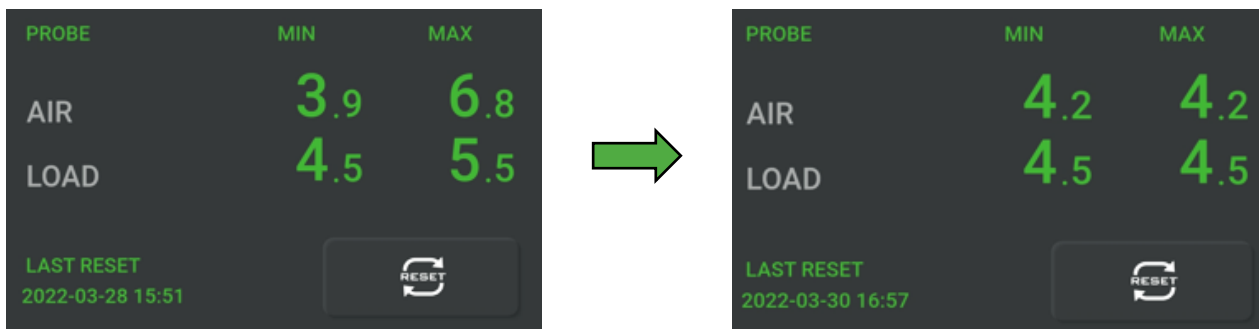 PROBE MIN MAX
AIR 3.9 6.8
LOAD 4.5 5.5
LAST RESET
2022-03-28 15:51
RESET
PROBE MIN MAX
AIR 4.2 4.2
LOAD 4.5 4.5
LAST RESET
2022-03-30 16:57
RESET